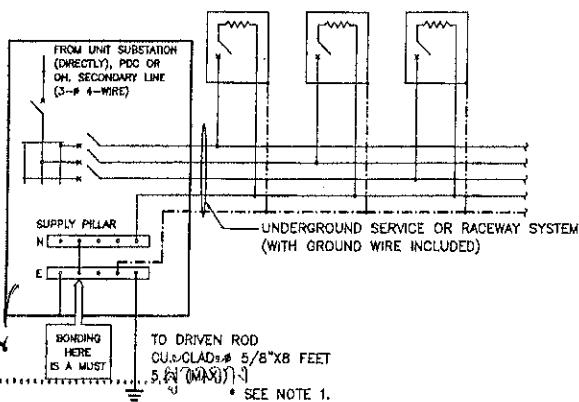 FROM UNIT SUBSTATION
(DIRECTLY), PDC OR
OH. SECONDARY LINE
(3-ø 4-WIRE)
SUPPLY PILLAR
N
E
UNDERGROUND SERVICE OR RACEWAY SYSTEM
(WITH GROUND WIRE INCLUDED)
BONDING
HERE
IS A MUST
TO DRIVEN ROD
5/8"X8 FEET
(MAX)
* SEE NOTE 1.